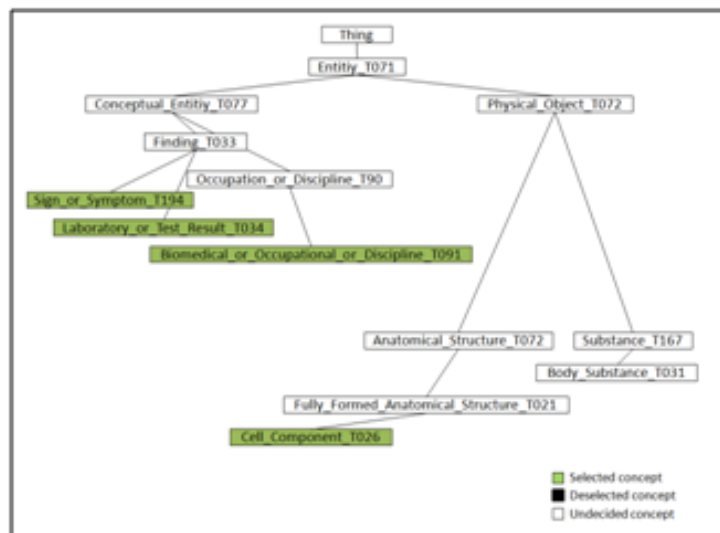 Thing
Entitiy_T071
Conceptual_Entitiy_T077
Physical_Object_T072
Finding_T033
Occupation_or_Discipline_T90
Sign_or_Symptom_T194
Laboratory_or_Test_Result_T034
Biomedical_or_Occupational_or_Discipline_T091
Anatomical_Structure_T072
Substance_T167
Body_Substance_T031
Fully_Formed_Anatomical_Structure_T021
Cell_Component_T026
Selected concept
Deselected concept
Undecided concept